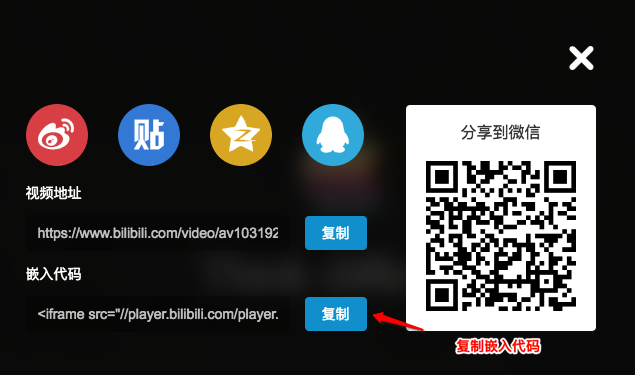 贴
分享到微信
视频地址
https://www.bilibili.com/video/av103192
复制
嵌入代码
<iframe src="//player.bilibili.com/player.
复制
复制嵌入代码